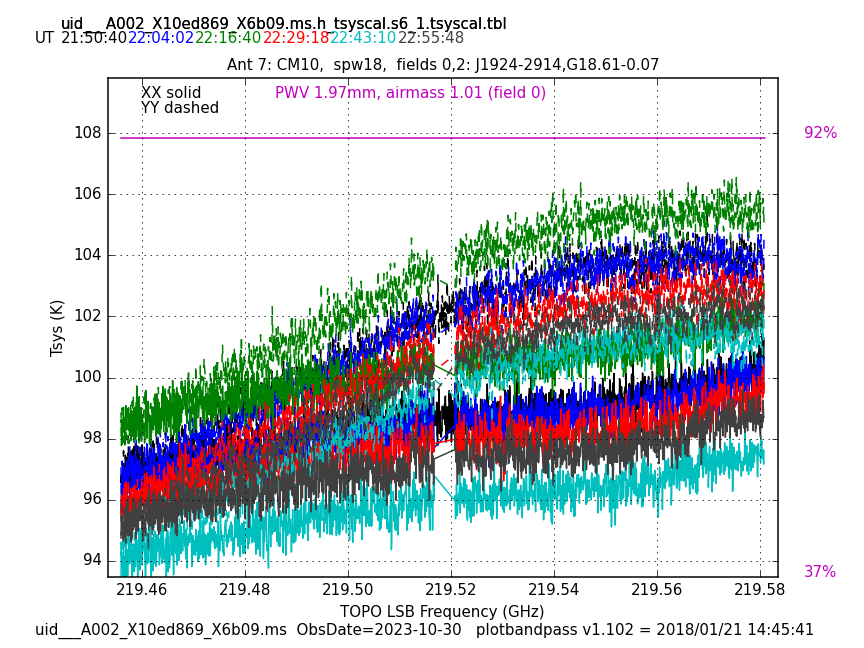 uid___A002_X10ed869_X6b09.ms.h_tsyscal.s6_1.tsyscal.tbl
UT 21:50:40 22:04:02 22:16:40 22:29:18 22:43:10 22:55:48
Ant 7: CM10,  spw18,  fields 0,2: J1924-2914,G18.61-0.07
XX solid
PWV 1.97mm, airmass 1.01 (field 0)
YY dashed
92%
108
106
104
102
100
98
96
94
Tsys (K)
37%
219.46 219.48 219.50 219.52 219.54 219.56 219.58
TOPO LSB Frequency (GHz)
uid___A002_X10ed869_X6b09.ms  ObsDate=2023-10-30   plotbandpass v1.102 = 2018/01/21 14:45:41